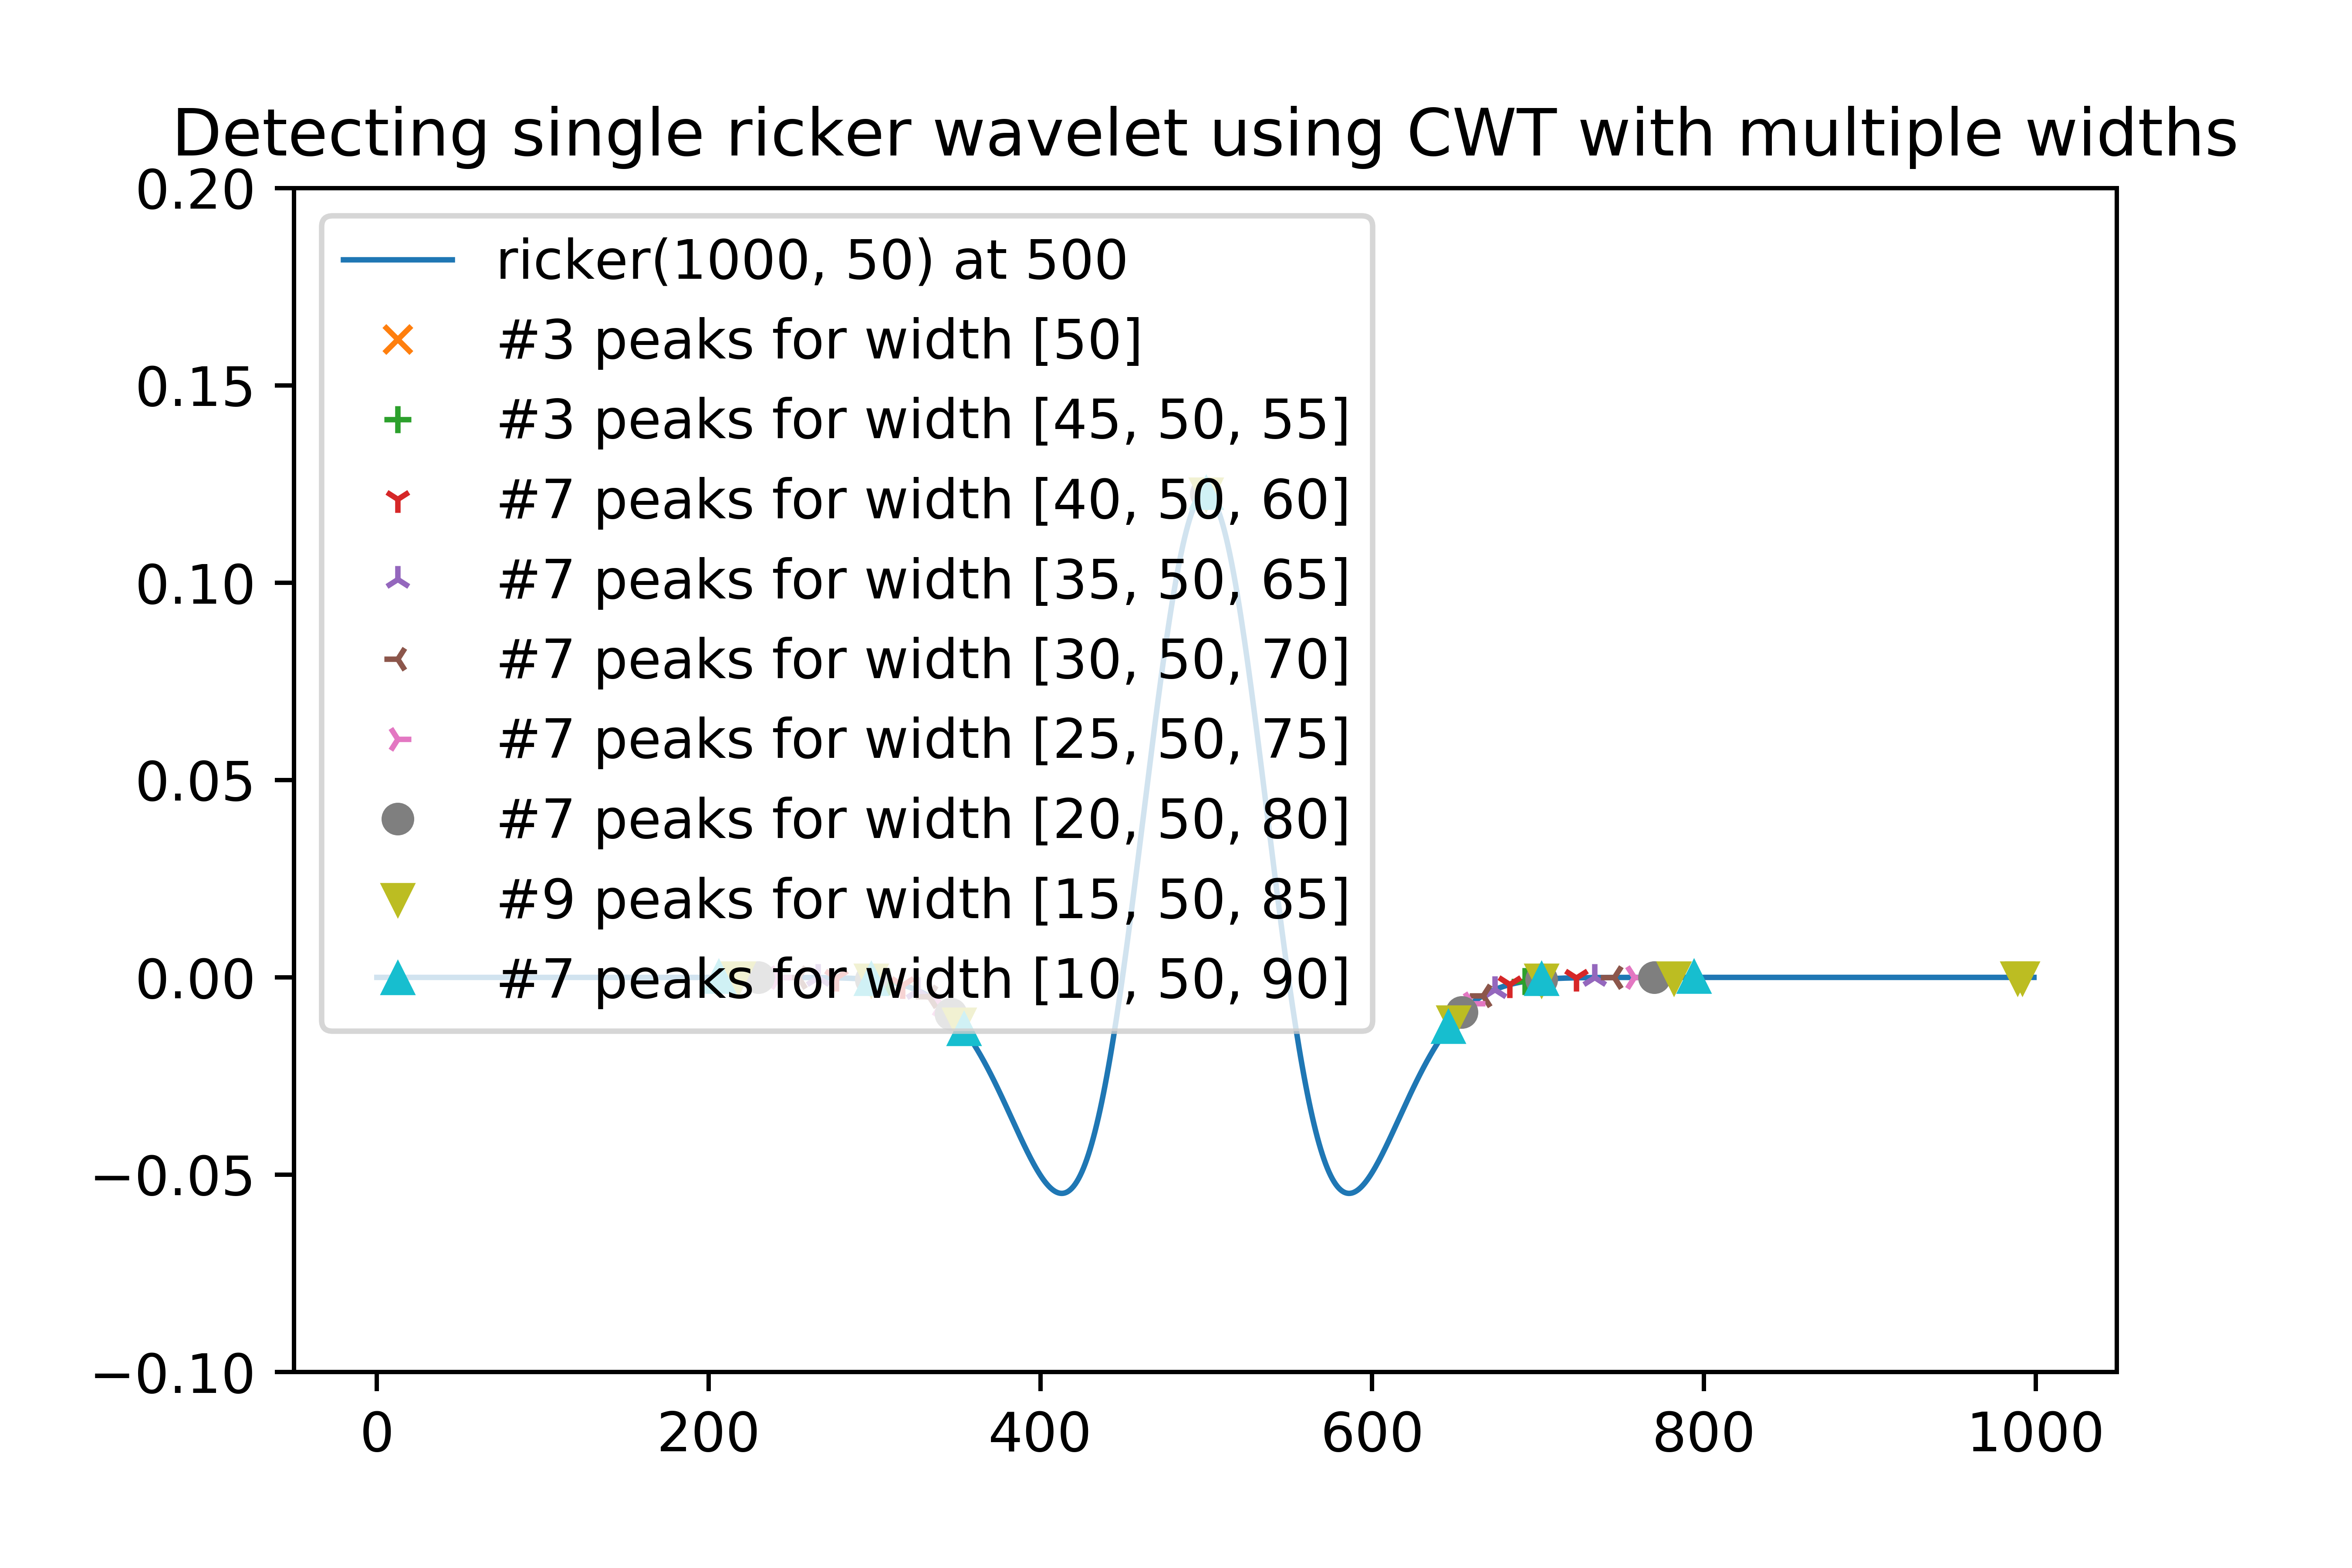 Detecting single ricker wavelet using CWT with multiple widths
0.20
0.15
0.10
0.05
0.00
−0.05
−0.10
ricker(1000, 50) at 500
#3 peaks for width [50]
#3 peaks for width [45, 50, 55]
#7 peaks for width [40, 50, 60]
#7 peaks for width [35, 50, 65]
#7 peaks for width [30, 50, 70]
#7 peaks for width [25, 50, 75]
#7 peaks for width [20, 50, 80]
#9 peaks for width [15, 50, 85]
#7 peaks for width [10, 50, 90]
0 200 400 600 800 1000